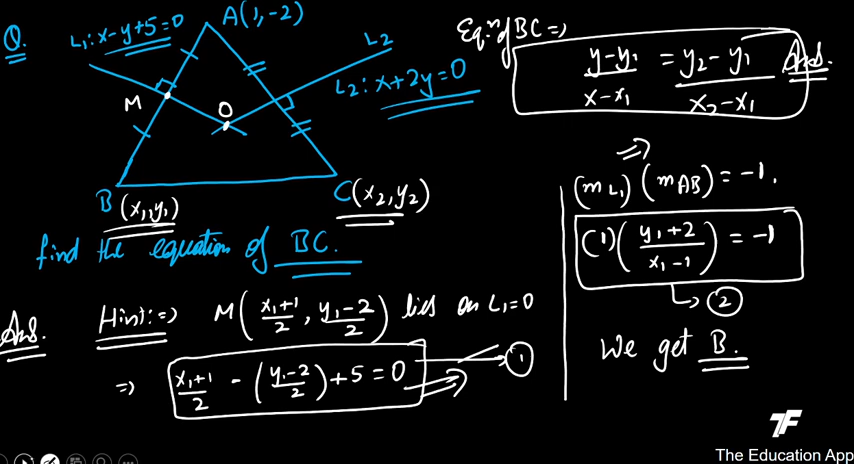 Q.
L₁: x-y+5=0
A(1,-2)
L2
L₂: x+2y=0
M
O
B (x₁,y₁)
C(x₂,y₂)
find the equation of BC.
Ans.
Hint:⇒ M(x₁+1/2, y₁-2/2) lies on L₁=0
⇒ x₁+1/2 - (y₁-2/2) + 5 = 0 → 1
Eq.ⁿ of BC ⇒
y-y₁/x-x₁ = y₂-y₁/x₂-x₁ Ans.
⇒
(m L₁)(m AB) = -1.
(1)(y₁+2/x₁-1) = -1
→ 2
We get B.
The Education App